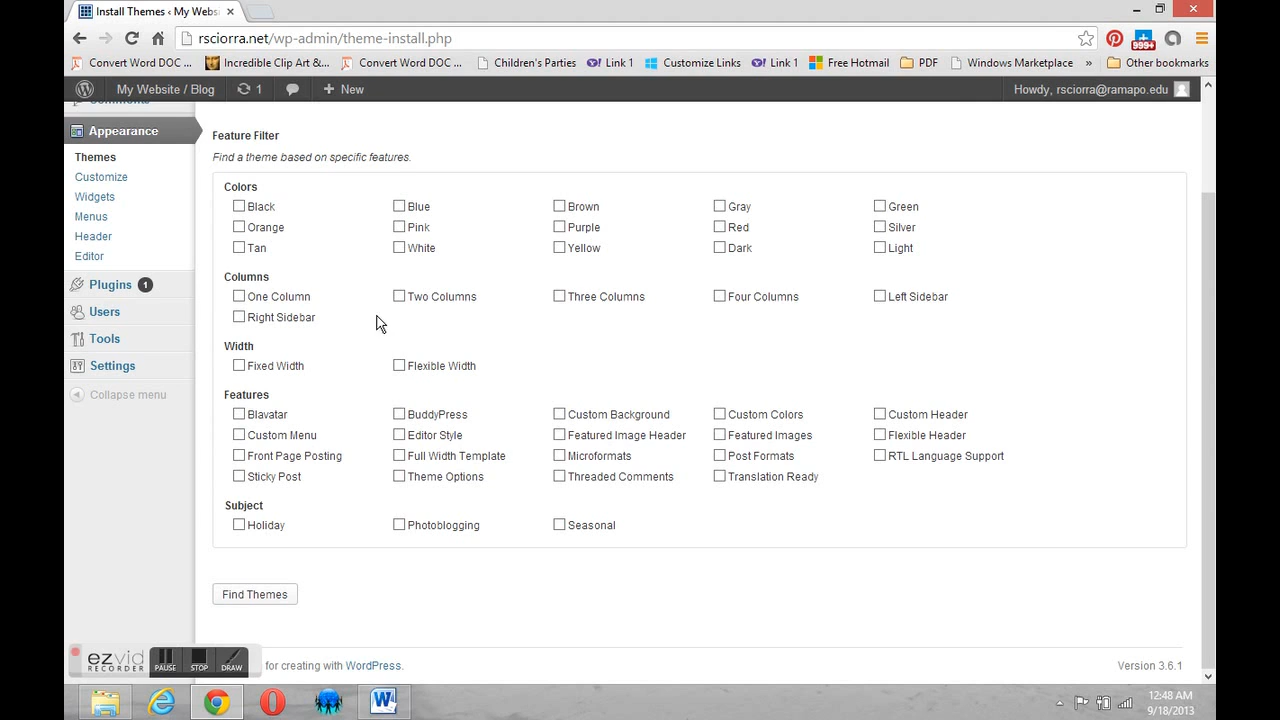 Install Themes ‹ My Webs
rsciorra.net/wp-admin/theme-install.php
999+
Convert Word DOC ... Incredible Clip Art &... Convert Word DOC ... Children's Parties Link 1 Customize Links Link 1 Free Hotmail PDF Windows Marketplace » Other bookmarks
My Website / Blog 1 + New Howdy, rsciorra@ramapo.edu
Comments
Appearance
Themes
Customize
Widgets
Menus
Header
Editor
Plugins 1
Users
Tools
Settings
Collapse menu
Feature Filter
Find a theme based on specific features.
Colors
Black Blue Brown Gray Green
Orange Pink Purple Red Silver
Tan White Yellow Dark Light
Columns
One Column Two Columns Three Columns Four Columns Left Sidebar
Right Sidebar
Width
Fixed Width Flexible Width
Features
Blavatar BuddyPress Custom Background Custom Colors Custom Header
Custom Menu Editor Style Featured Image Header Featured Images Flexible Header
Front Page Posting Full Width Template Microformats Post Formats RTL Language Support
Sticky Post Theme Options Threaded Comments Translation Ready
Subject
Holiday Photoblogging Seasonal
Find Themes
for creating with WordPress. Version 3.6.1
ezvid
RECORDER
PAUSE STOP DRAW
12:48 AM
9/18/2013